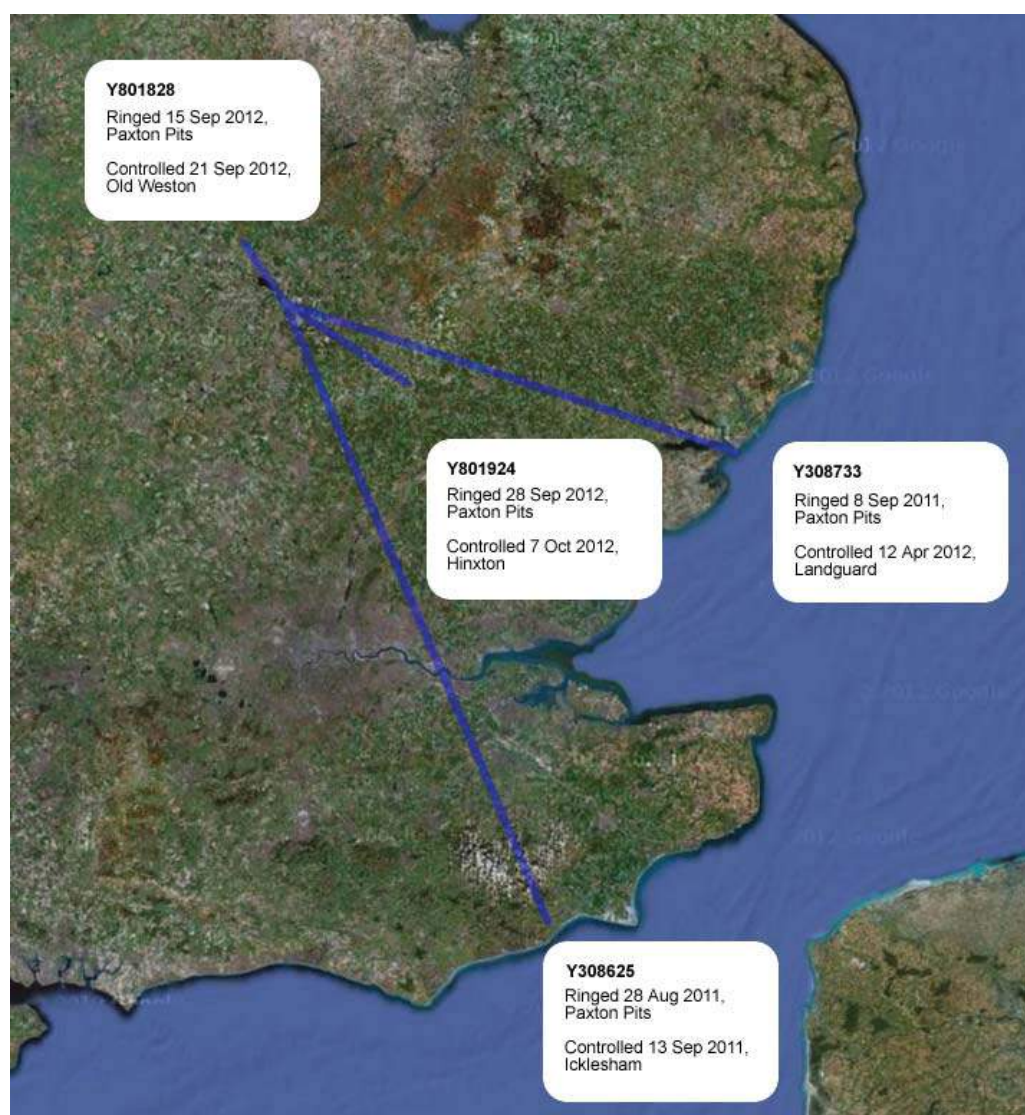 Y801828
Ringed 15 Sep 2012,
Paxton Pits
Controlled 21 Sep 2012,
Old Weston
Y801924
Ringed 28 Sep 2012,
Paxton Pits
Controlled 7 Oct 2012,
Hinxton
Y308733
Ringed 8 Sep 2011,
Paxton Pits
Controlled 12 Apr 2012,
Landguard
Y308625
Ringed 28 Aug 2011,
Paxton Pits
Controlled 13 Sep 2011,
Icklesham
2012 Google